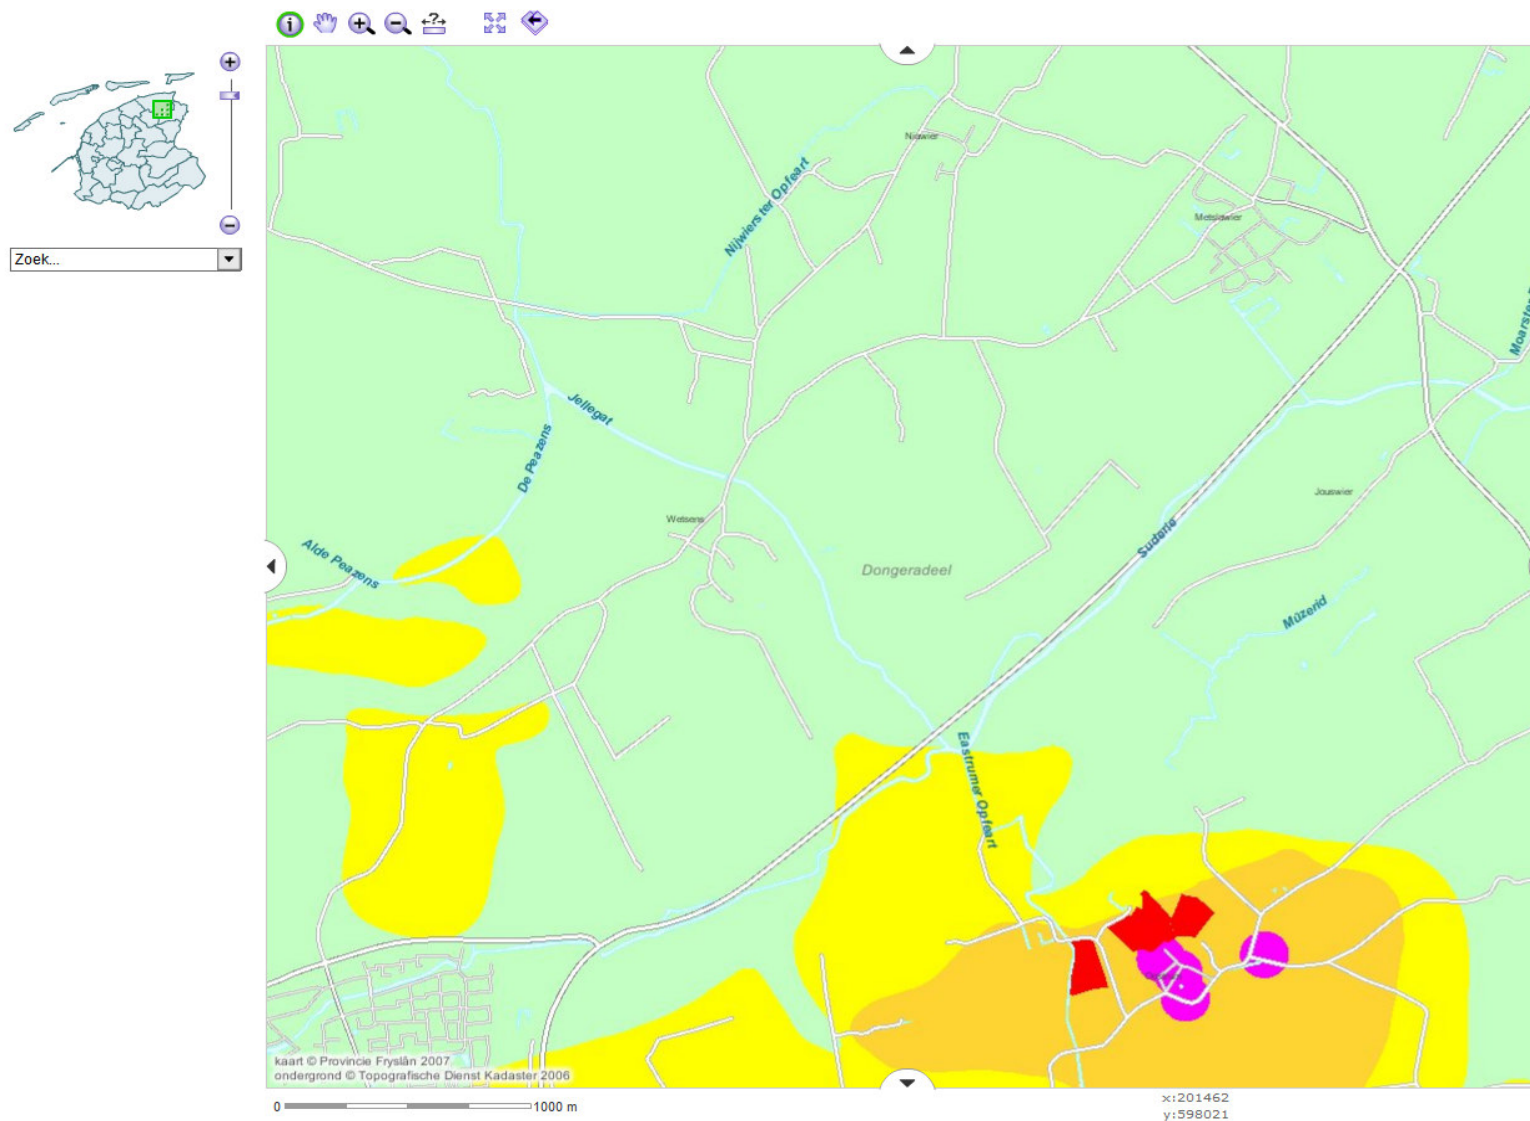 Zoek...
Niawier
Nijwierster Opfeart
Metslawier
Moarster
Jellegat
De Peazens
Jouswier
Wetsens
Suderie
Alde Peazens
Dongeradeel
Mûzerid
Eastrumer Opfeart
kaart © Provincie Fryslân 2007
ondergrond © Topografische Dienst Kadaster 2006
0 1000 m
x:201462
y:598021